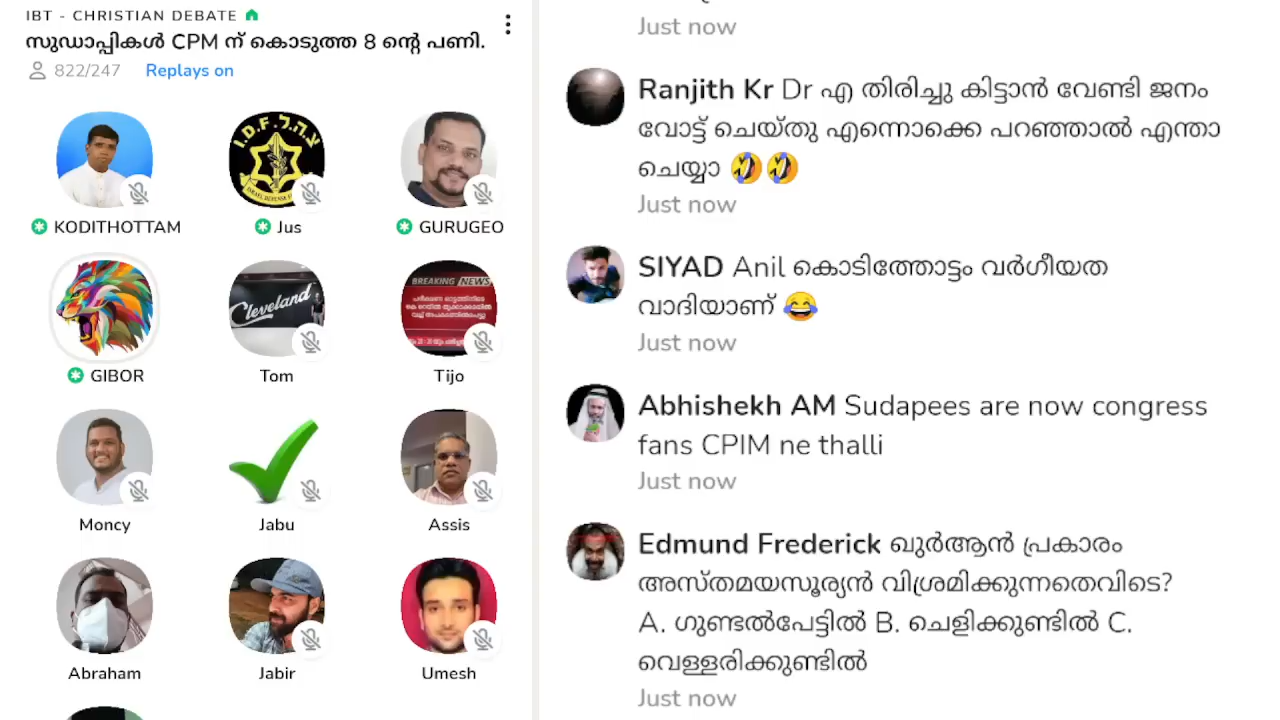 IBT - CHRISTIAN DEBATE
സുഡാപ്പികൾ CPM ന് കൊടുത്ത 8 ൻ്റെ പണി.
822/247 Replays on
I.D.F. צ.ה.ל
KODITHOTTAM Jus GURUGEO
Cleveland
BREAKING NEWS
GIBOR Tom Tijo
Moncy Jabu Assis
Abraham Jabir Umesh
Just now
Ranjith Kr Dr എ തിരിച്ചു കിട്ടാൻ വേണ്ടി ജനം
വോട്ട് ചെയ്തു എന്നൊക്കെ പറഞ്ഞാൽ എന്താ
ചെയ്യാ 🤣🤣
Just now
SIYAD Anil കൊടിത്തോട്ടം വർഗീയത
വാദിയാണ് 😂
Just now
Abhishekh AM Sudapees are now congress
fans CPIM ne thalli
Just now
Edmund Frederick ഖുർആൻ പ്രകാരം
അസ്തമയസൂര്യൻ വിശ്രമിക്കുന്നതെവിടെ?
A. ഗുണ്ടൽപേട്ടിൽ B. ചെളിക്കുണ്ടിൽ C.
വെള്ളരിക്കുണ്ടിൽ
Just now